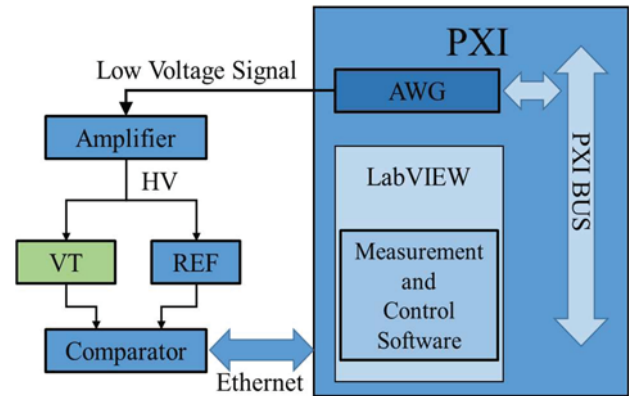 PXI
Low Voltage Signal
AWG
Amplifier
HV
LabVIEW
PXI BUS
VT
REF
Measurement
and
Control
Software
Comparator
Ethernet